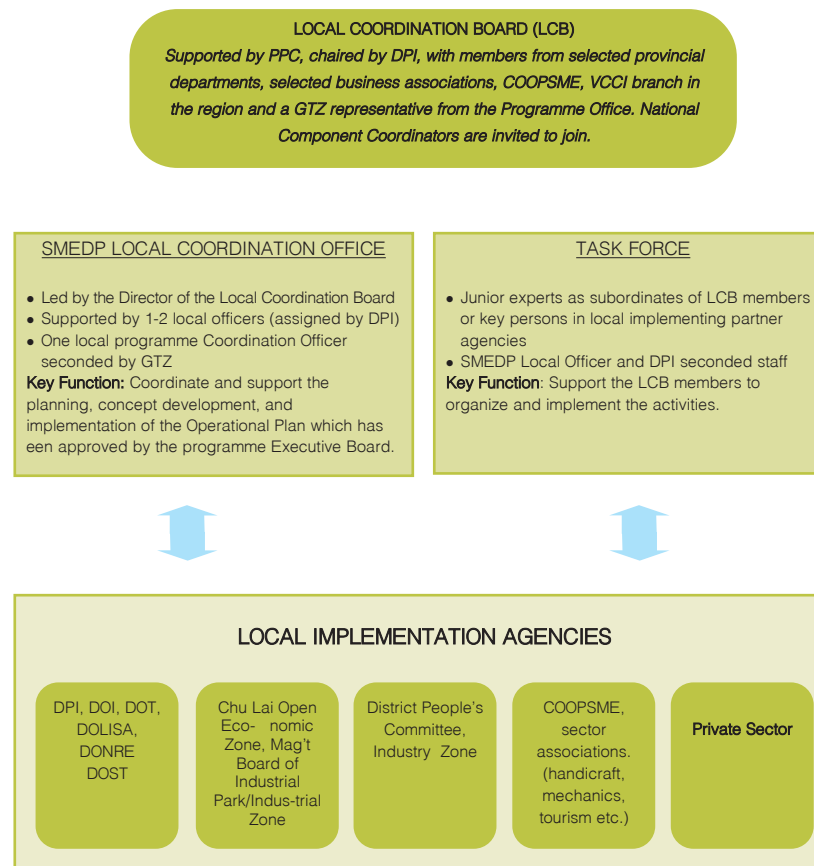 LOCAL COORDINATION BOARD (LCB)
Supported by PPC, chaired by DPI, with members from selected provincial
departments, selected business associations, COOPSME, VCCI branch in
the region and a GTZ representative from the Programme Office. National
Component Coordinators are invited to join.
SMEDP LOCAL COORDINATION OFFICE
● Led by the Director of the Local Coordination Board
● Supported by 1-2 local officers (assigned by DPI)
● One local programme Coordination Officer
seconded by GTZ
Key Function: Coordinate and support the
planning, concept development, and
implementation of the Operational Plan which has
een approved by the programme Executive Board.
TASK FORCE
● Junior experts as subordinates of LCB members
or key persons in local implementing partner
agencies
● SMEDP Local Officer and DPI seconded staff
Key Function: Support the LCB members to
organize and implement the activities.
LOCAL IMPLEMENTATION AGENCIES
DPI, DOI, DOT,
DOLISA,
DONRE
DOST
Chu Lai Open
Eco- nomic
Zone, Mag't
Board of
Industrial
Park/Indus-trial
Zone
District People's
Committee,
Industry Zone
COOPSME,
sector
associations.
(handicraft,
mechanics,
tourism etc.)
Private Sector